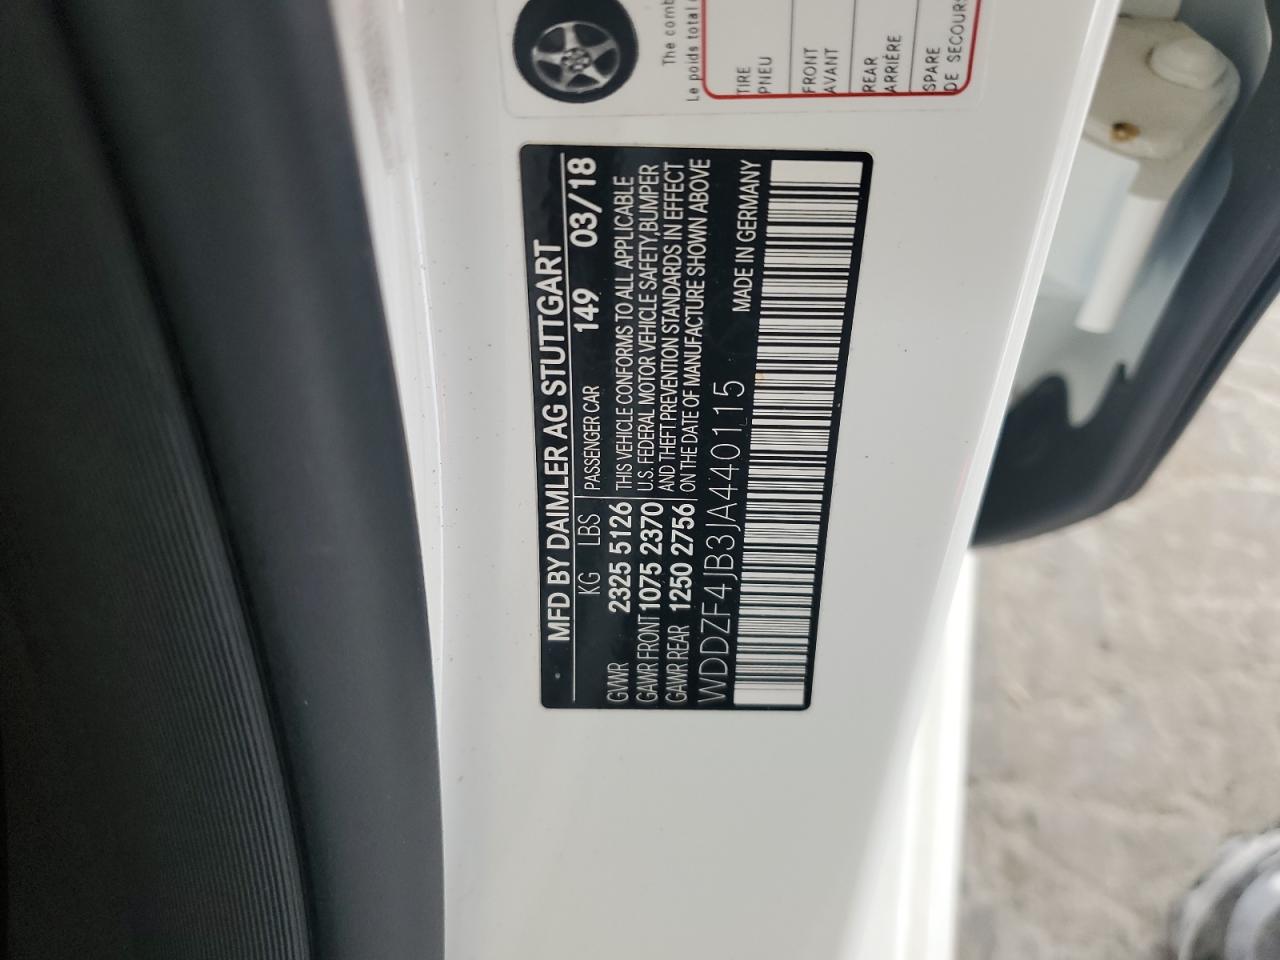 The comb
Le poids total
TIRE
PNEU
FRONT
AVANT
REAR
ARRIÈRE
SPARE
DE SECOURS
MFD BY DAIMLER AG STUTTGART
KG LBS PASSENGER CAR 149 03/18
GVWR 2325 5126
GAWR FRONT 1075 2370
GAWR REAR 1250 2756
THIS VEHICLE CONFORMS TO ALL APPLICABLE
U.S. FEDERAL MOTOR VEHICLE SAFETY,BUMPER
AND THEFT PREVENTION STANDARDS IN EFFECT
ON THE DATE OF MANUFACTURE SHOWN ABOVE
WDDZF4JB3JA440115 MADE IN GERMANY